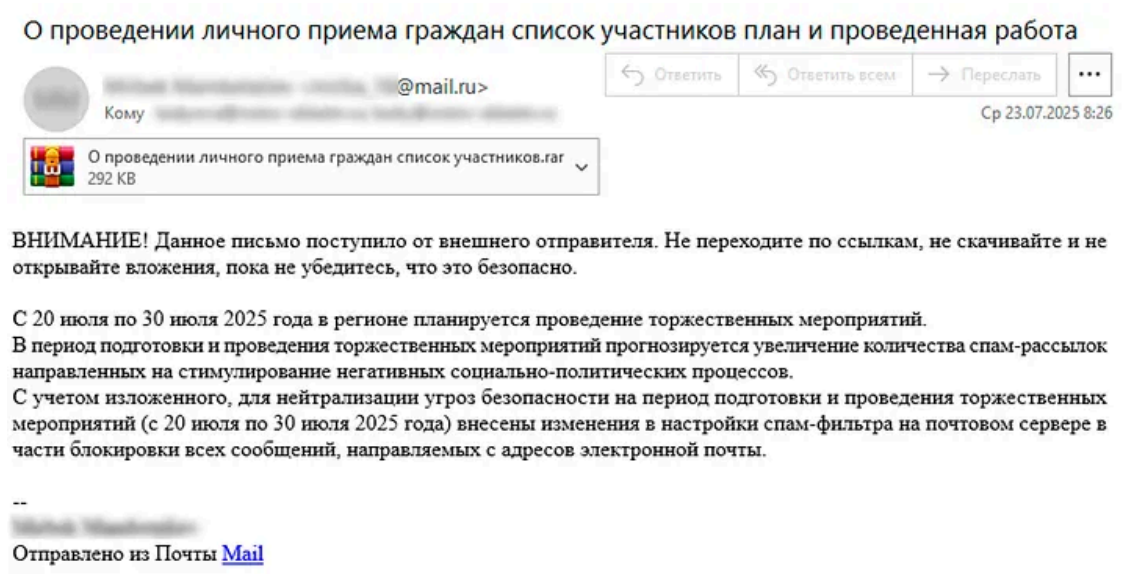 О проведении личного приема граждан список участников план и проведенная работа
Ответить
Ответить всем
Переслать
@mail.ru>
Кому
Ср 23.07.2025 8:26
О проведении личного приема граждан список участников.rar
292 KB
ВНИМАНИЕ! Данное письмо поступило от внешнего отправителя. Не переходите по ссылкам, не скачивайте и не
открывайте вложения, пока не убедитесь, что это безопасно.
С 20 июля по 30 июля 2025 года в регионе планируется проведение торжественных мероприятий.
В период подготовки и проведения торжественных мероприятий прогнозируется увеличение количества спам-рассылок
направленных на стимулирование негативных социально-политических процессов.
С учетом изложенного, для нейтрализации угроз безопасности на период подготовки и проведения торжественных
мероприятий (с 20 июля по 30 июля 2025 года) внесены изменения в настройки спам-фильтра на почтовом сервере в
части блокировки всех сообщений, направляемых с адресов электронной почты.
--
Отправлено из Почты Mail